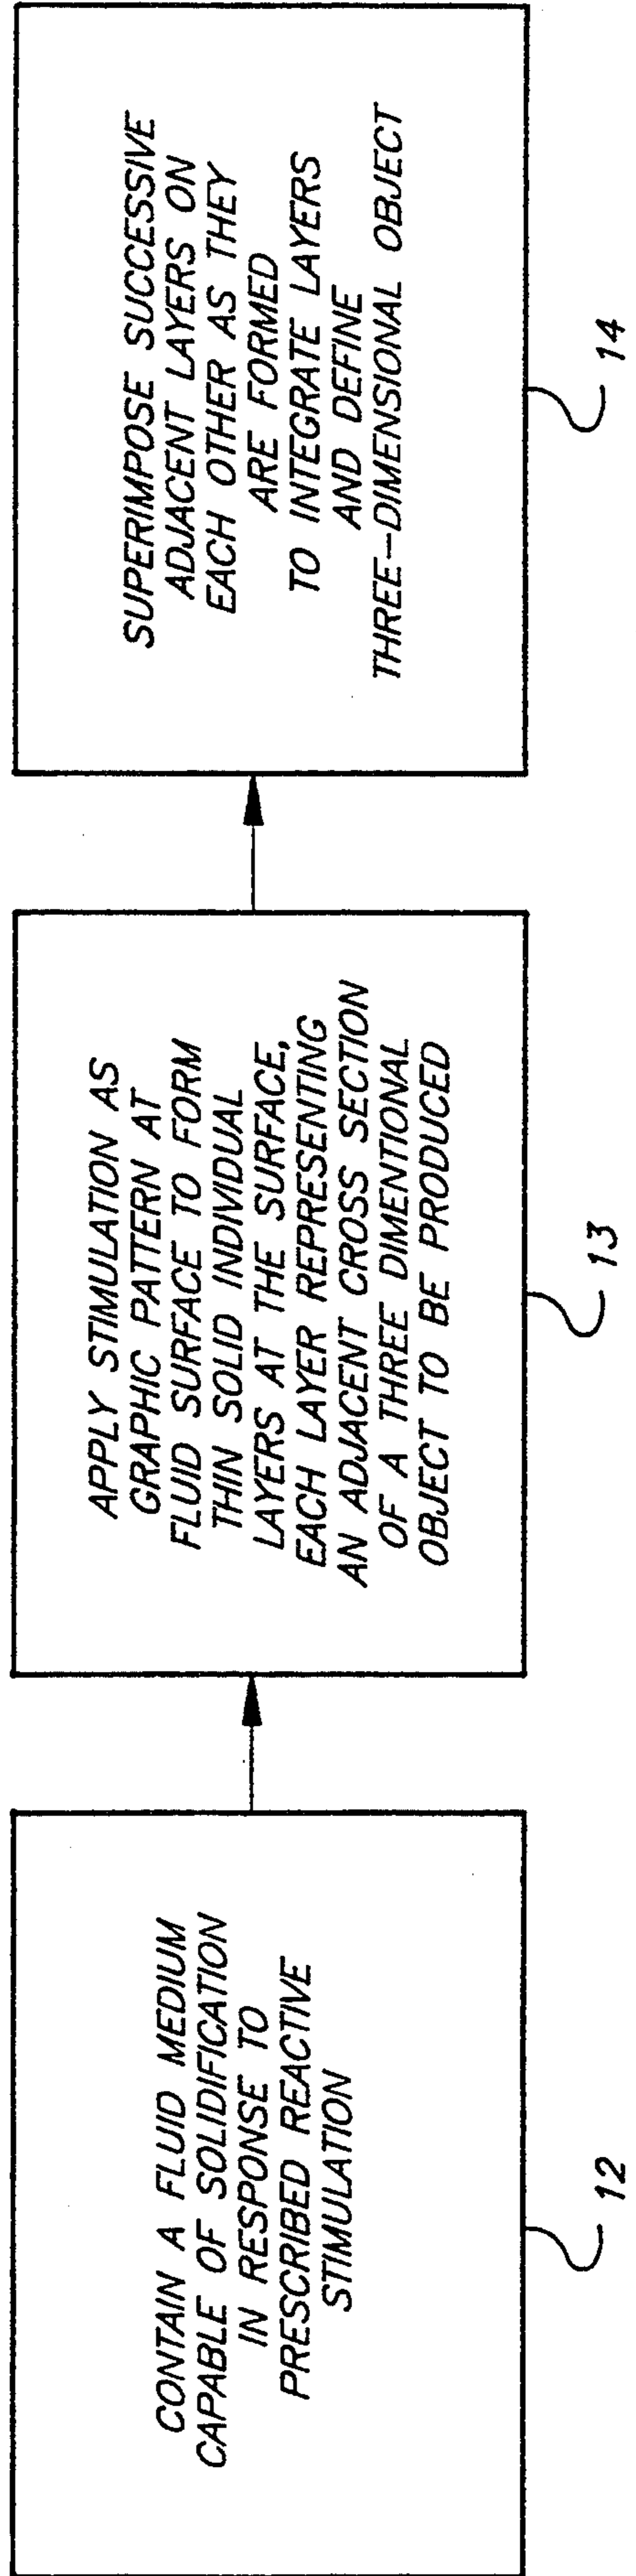 CONTAIN A FLUID MEDIUM
CAPABLE OF SOLIDIFICATION
IN RESPONSE TO
PRESCRIBED REACTIVE
STIMULATION
12
APPLY STIMULATION AS
GRAPHIC PATTERN AT
FLUID SURFACE TO FORM
THIN SOLID INDIVIDUAL
LAYERS AT THE SURFACE,
EACH LAYER REPRESENTING
AN ADJACENT CROSS SECTION
OF A THREE DIMENTIONAL
OBJECT TO BE PRODUCED
13
SUPERIMPOSE SUCCESSIVE
ADJACENT LAYERS ON
EACH OTHER AS THEY
ARE FORMED
TO INTEGRATE LAYERS
AND DEFINE
THREE-DIMENSIONAL OBJECT
14